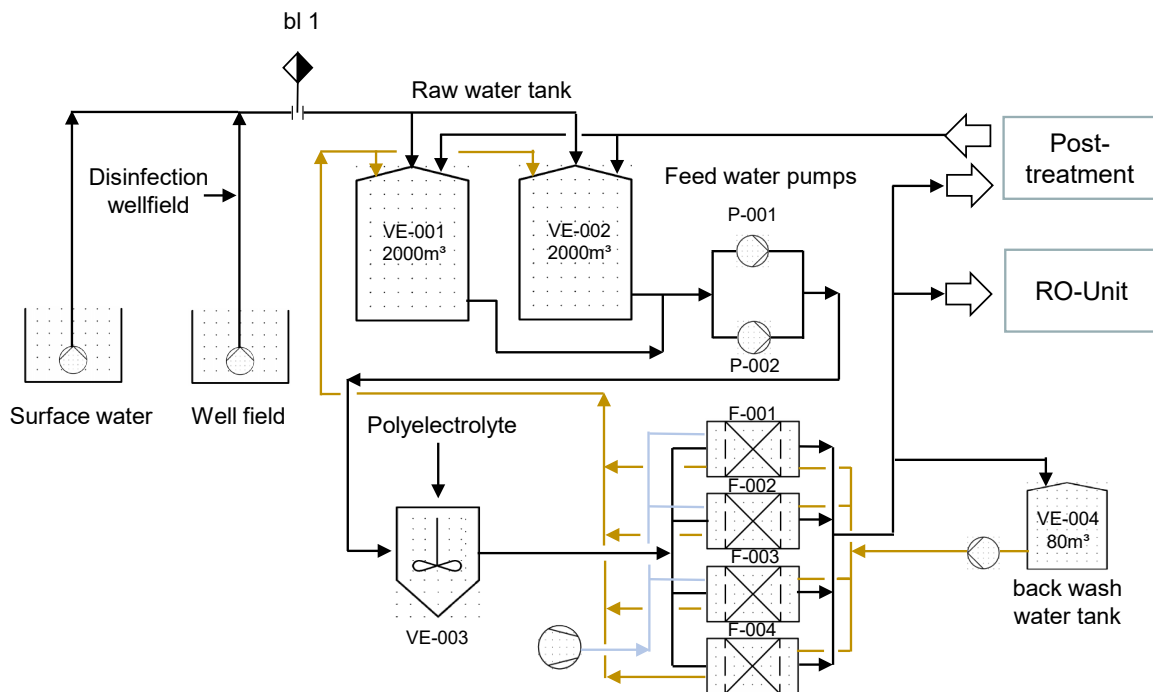 bl 1
Raw water tank
Post-
treatment
Disinfection
wellfield
Feed water pumps
P-001
VE-001
2000m³
VE-002
2000m³
RO-Unit
P-002
Surface water
Well field
Polyelectrolyte
F-001
F-002
F-003
F-004
VE-004
80m³
back wash
water tank
VE-003